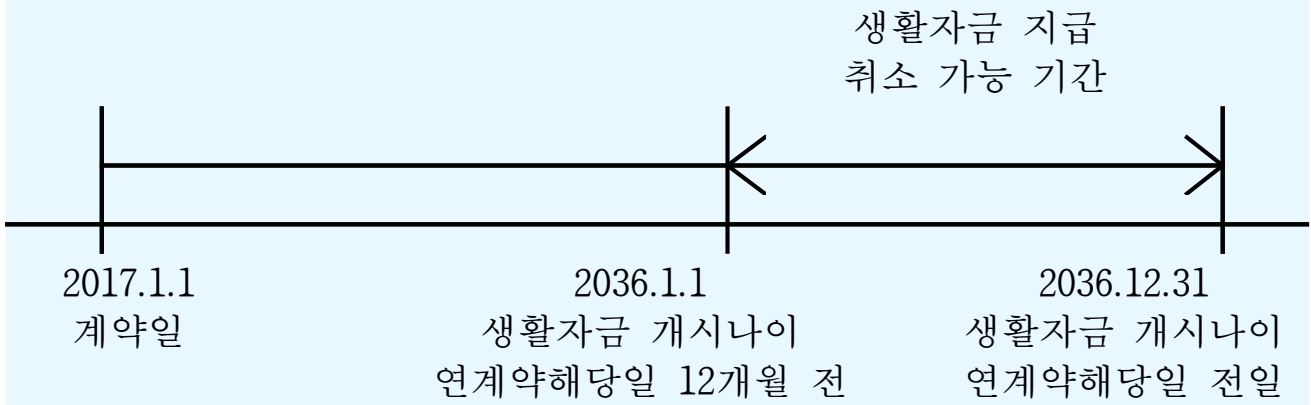 생활자금 지급
취소 가능 기간
2017.1.1
계약일
2036.1.1
생활자금 개시나이
연계약해당일 12개월 전
2036.12.31
생활자금 개시나이
연계약해당일 전일